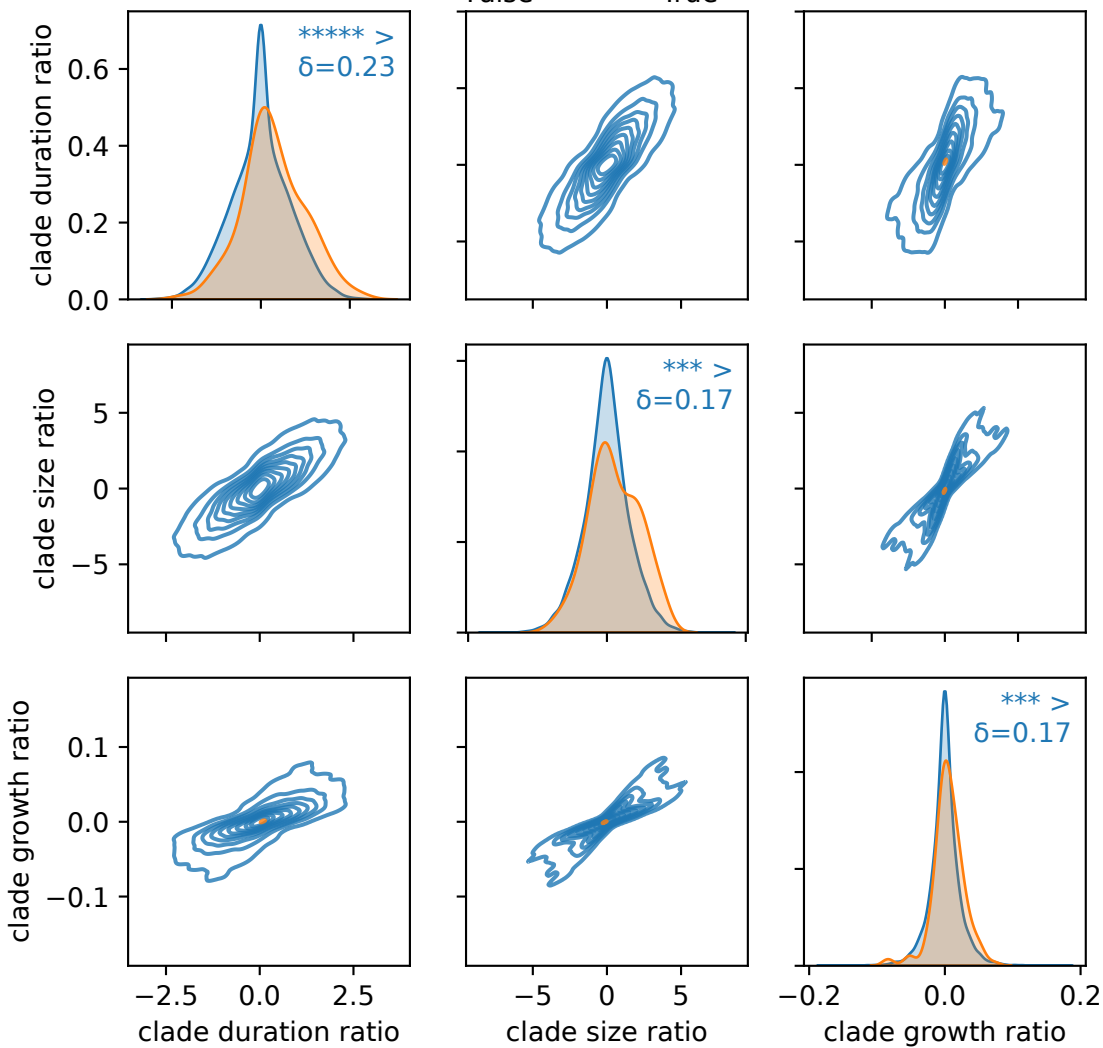 True
***** >
δ=0.23
clade duration ratio
0.6
0.4
0.2
0.0
*** >
δ=0.17
clade size ratio
5
0
−5
*** >
δ=0.17
clade growth ratio
0.1
0.0
−0.1
−2.5 0.0 2.5
−5 0 5
−0.2 0.0 0.2
clade duration ratio
clade size ratio
clade growth ratio